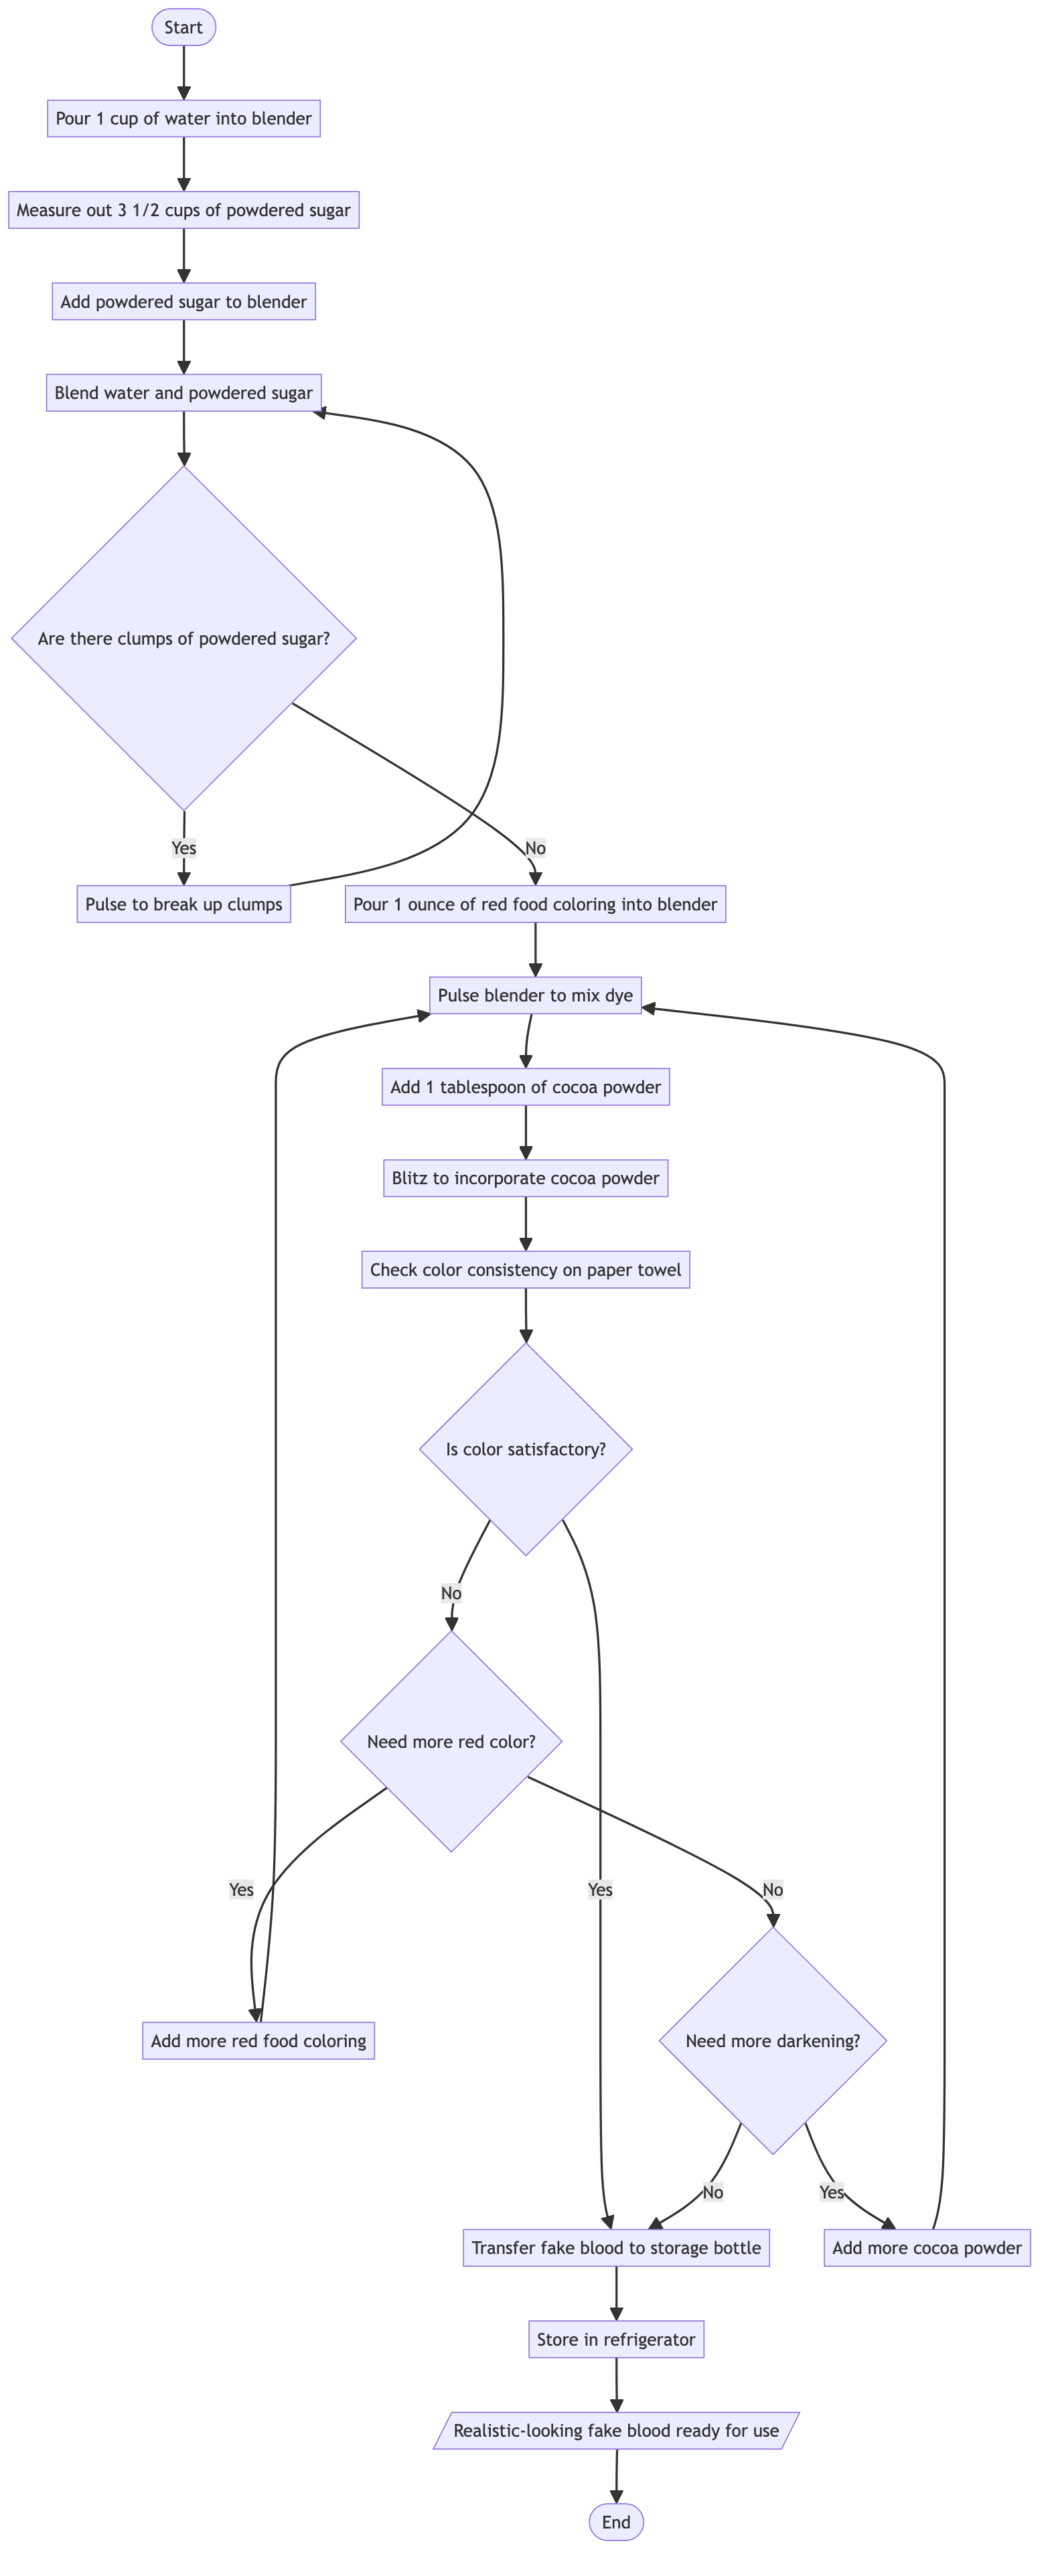 Start
Pour 1 cup of water into blender
Measure out 3 1/2 cups of powdered sugar
Add powdered sugar to blender
Blend water and powdered sugar
Are there clumps of powdered sugar?
Yes
No
Pulse to break up clumps
Pour 1 ounce of red food coloring into blender
Pulse blender to mix dye
Add 1 tablespoon of cocoa powder
Blitz to incorporate cocoa powder
Check color consistency on paper towel
Is color satisfactory?
No
Need more red color?
Yes
Yes
No
Add more red food coloring
Need more darkening?
No
Yes
Transfer fake blood to storage bottle
Add more cocoa powder
Store in refrigerator
Realistic-looking fake blood ready for use
End